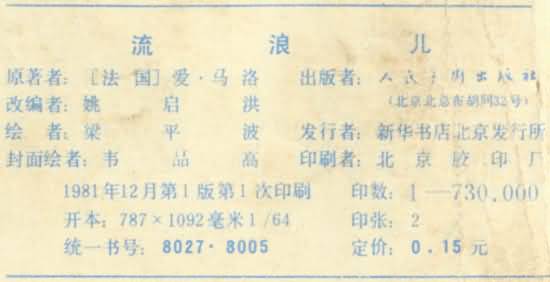 流浪儿
原著者：［法国］爱·马洛 出版者：人民美术出版社
改编者：姚启洪 （北京北总布胡同32号）
绘者：梁平波 发行者：新华书店北京发行所
封面绘者：韦品高 印刷者：北京胶印厂
1981年12月第1版第1次印刷 印数：1—730,000
开本：787×1092毫米1/64 印张：2
统一书号：8027·8005 定价：0.15元